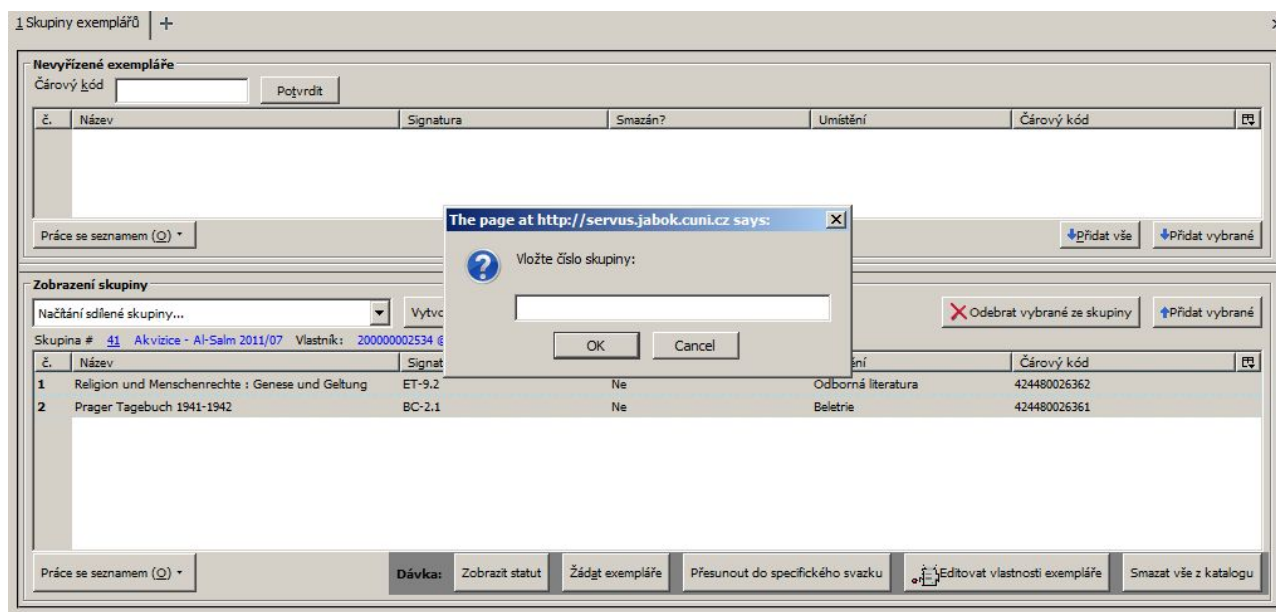 1 Skupiny exemplářů +
Nevyřízené exempláře
Čárový kód Potvrdit
č. Název Signatura Smazán? Umístění Čárový kód
Práce se seznamem (O) Přidat vše Přidat vybrané
The page at http://servus.jabok.cuni.cz says:
Vložte číslo skupiny:
OK Cancel
Zobrazení skupiny
Načítání sdílené skupiny... Odebrat vybrané ze skupiny Přidat vybrané
Skupina # 41 Akvizice - Al-Salm 2011/07 Vlastník: 200000002534 @
č. Název Čárový kód
1 Religion und Menschenrechte : Genese und Geltung ET-9.2 Ne Odborná literatura 424480026362
2 Prager Tagebuch 1941-1942 BC-2.1 Ne Beletrie 424480026361
Práce se seznamem (O) Dávka: Zobrazit statut Žádat exempláře Přesunout do specifického svazku Editovat vlastnosti exempláře Smazat vše z katalogu